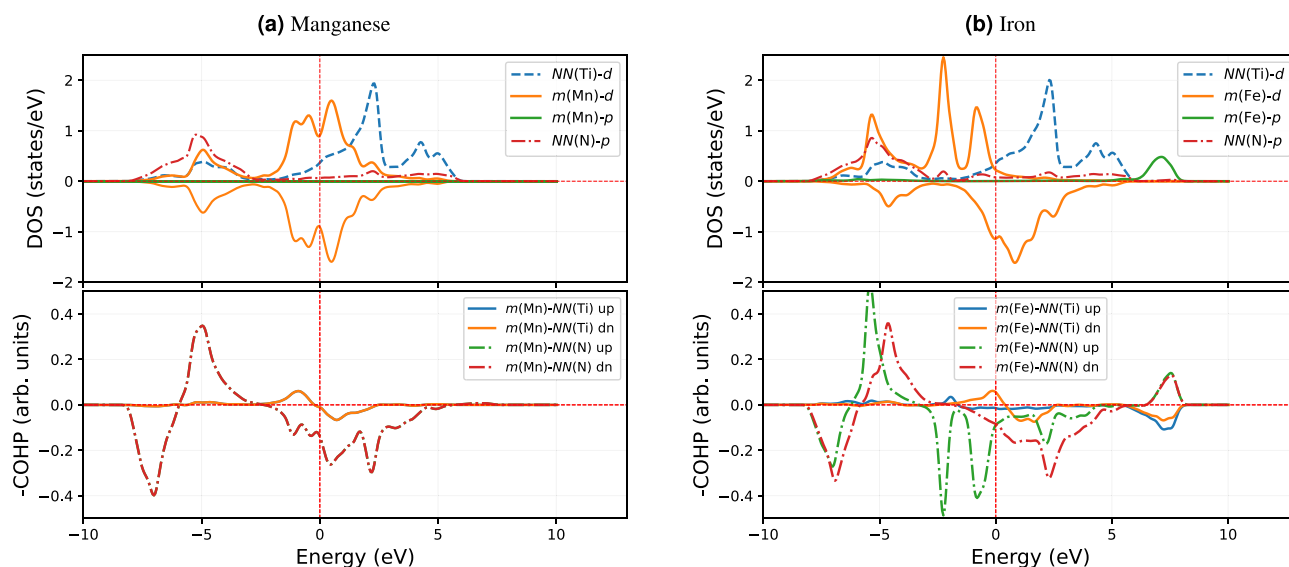 (a) Manganese
DOS (states/eV)
2
1
0
−1
−2
NN(Ti)-d
m(Mn)-d
m(Mn)-p
NN(N)-p
-COHP (arb. units)
0.4
0.2
0.0
−0.2
−0.4
m(Mn)-NN(Ti) up
m(Mn)-NN(Ti) dn
m(Mn)-NN(N) up
m(Mn)-NN(N) dn
−10
−5
0
5
10
Energy (eV)
(b) Iron
DOS (states/eV)
2
1
0
−1
−2
NN(Ti)-d
m(Fe)-d
m(Fe)-p
NN(N)-p
-COHP (arb. units)
0.4
0.2
0.0
−0.2
−0.4
m(Fe)-NN(Ti) up
m(Fe)-NN(Ti) dn
m(Fe)-NN(N) up
m(Fe)-NN(N) dn
−10
−5
0
5
10
Energy (eV)